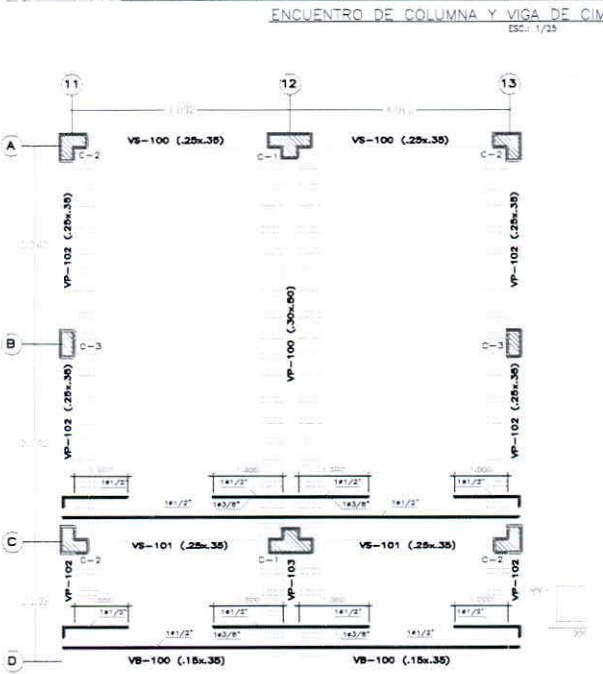 ENCUENTRO DE COLUMNA Y VIGA DE CIM
ESC.: 1/25
11 12 13
A VS-100 (.25x.35) VS-100 (.25x.35)
C-2 C-1 C-2
VP-102 (.25x.35) VP-102 (.25x.35)
VP-100 (.30x.50)
B C-3 C-3
VP-102 (.25x.35) VP-102 (.25x.35)
1ø1/2" 1ø1/2" 1ø1/2" 1ø1/2"
1ø1/2" 1ø3/8" 1ø3/8" 1ø1/2"
C VS-101 (.25x.35) VS-101 (.25x.35)
C-2 C-1 C-2
VP-102 VP-103 VP-102
1ø1/2" 1ø1/2" 1ø1/2" 1ø1/2"
1ø1/2" 1ø3/8" 1ø3/8" 1ø1/2"
D VB-100 (.15x.35) VB-100 (.15x.35)